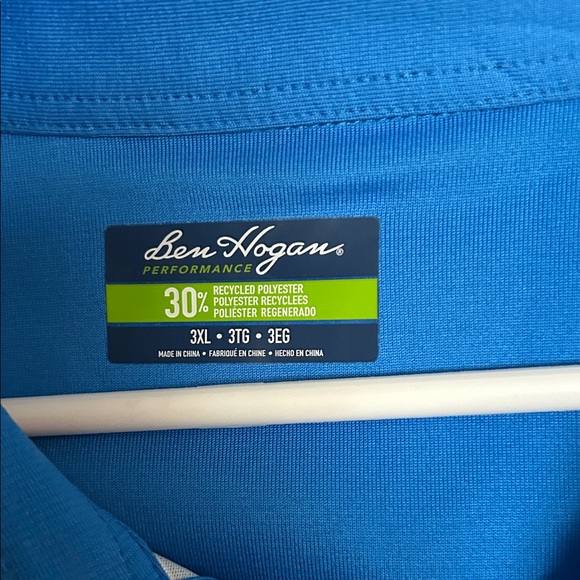 Ben Hogan®
PERFORMANCE
30% RECYCLED POLYESTER
POLYESTER RECYCLEES
POLIÉSTER REGENERADO
3XL • 3TG • 3EG
MADE IN CHINA • FABRIQUÉ EN CHINE • HECHO EN CHINA